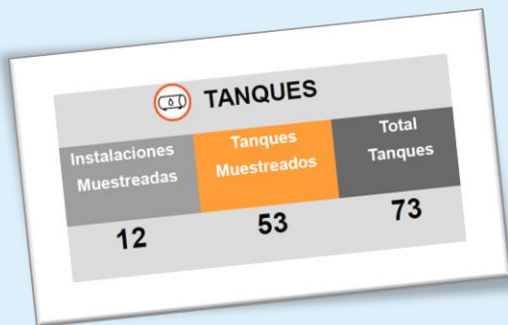 TANQUES
Instalaciones
Muestreadas
Tanques
Muestreados
Total
Tanques
12
53
73